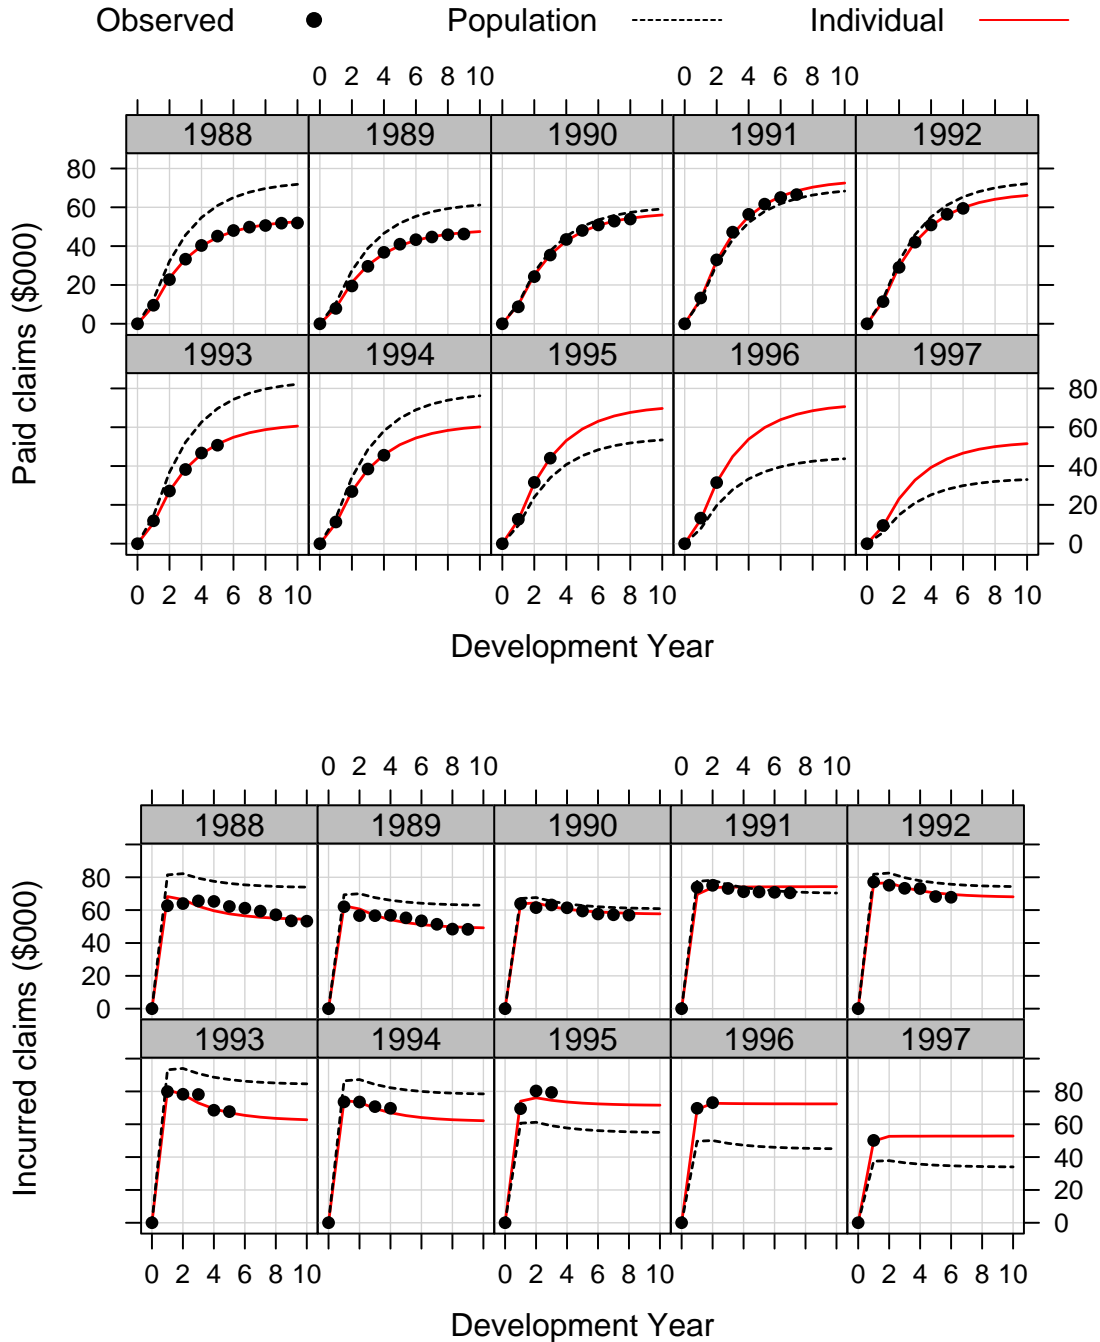 Observed Population Individual
0 2 4 6 8 10 0 2 4 6 8 10
1988 1989 1990 1991 1992
80
60
40
20
0
1993 1994 1995 1996 1997
80
60
40
20
0
0 2 4 6 8 10 0 2 4 6 8 10 0 2 4 6 8 10
Paid claims ($000)
Development Year
0 2 4 6 8 10 0 2 4 6 8 10
1988 1989 1990 1991 1992
80
60
40
20
0
1993 1994 1995 1996 1997
80
60
40
20
0
0 2 4 6 8 10 0 2 4 6 8 10 0 2 4 6 8 10
Incurred claims ($000)
Development Year